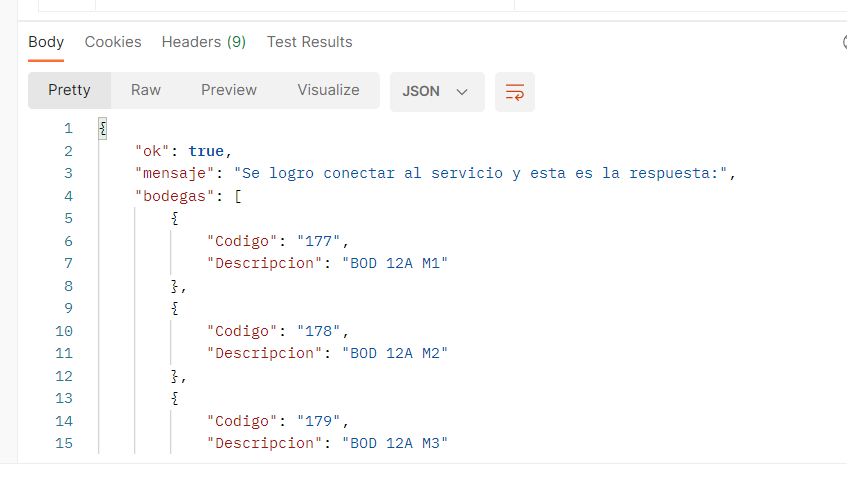 Body Cookies Headers (9) Test Results
Pretty Raw Preview Visualize JSON
1 {
2 "ok": true,
3 "mensaje": "Se logro conectar al servicio y esta es la respuesta:",
4 "bodegas": [
5 {
6 "Codigo": "177",
7 "Descripcion": "BOD 12A M1"
8 },
9 {
10 "Codigo": "178",
11 "Descripcion": "BOD 12A M2"
12 },
13 {
14 "Codigo": "179",
15 "Descripcion": "BOD 12A M3"